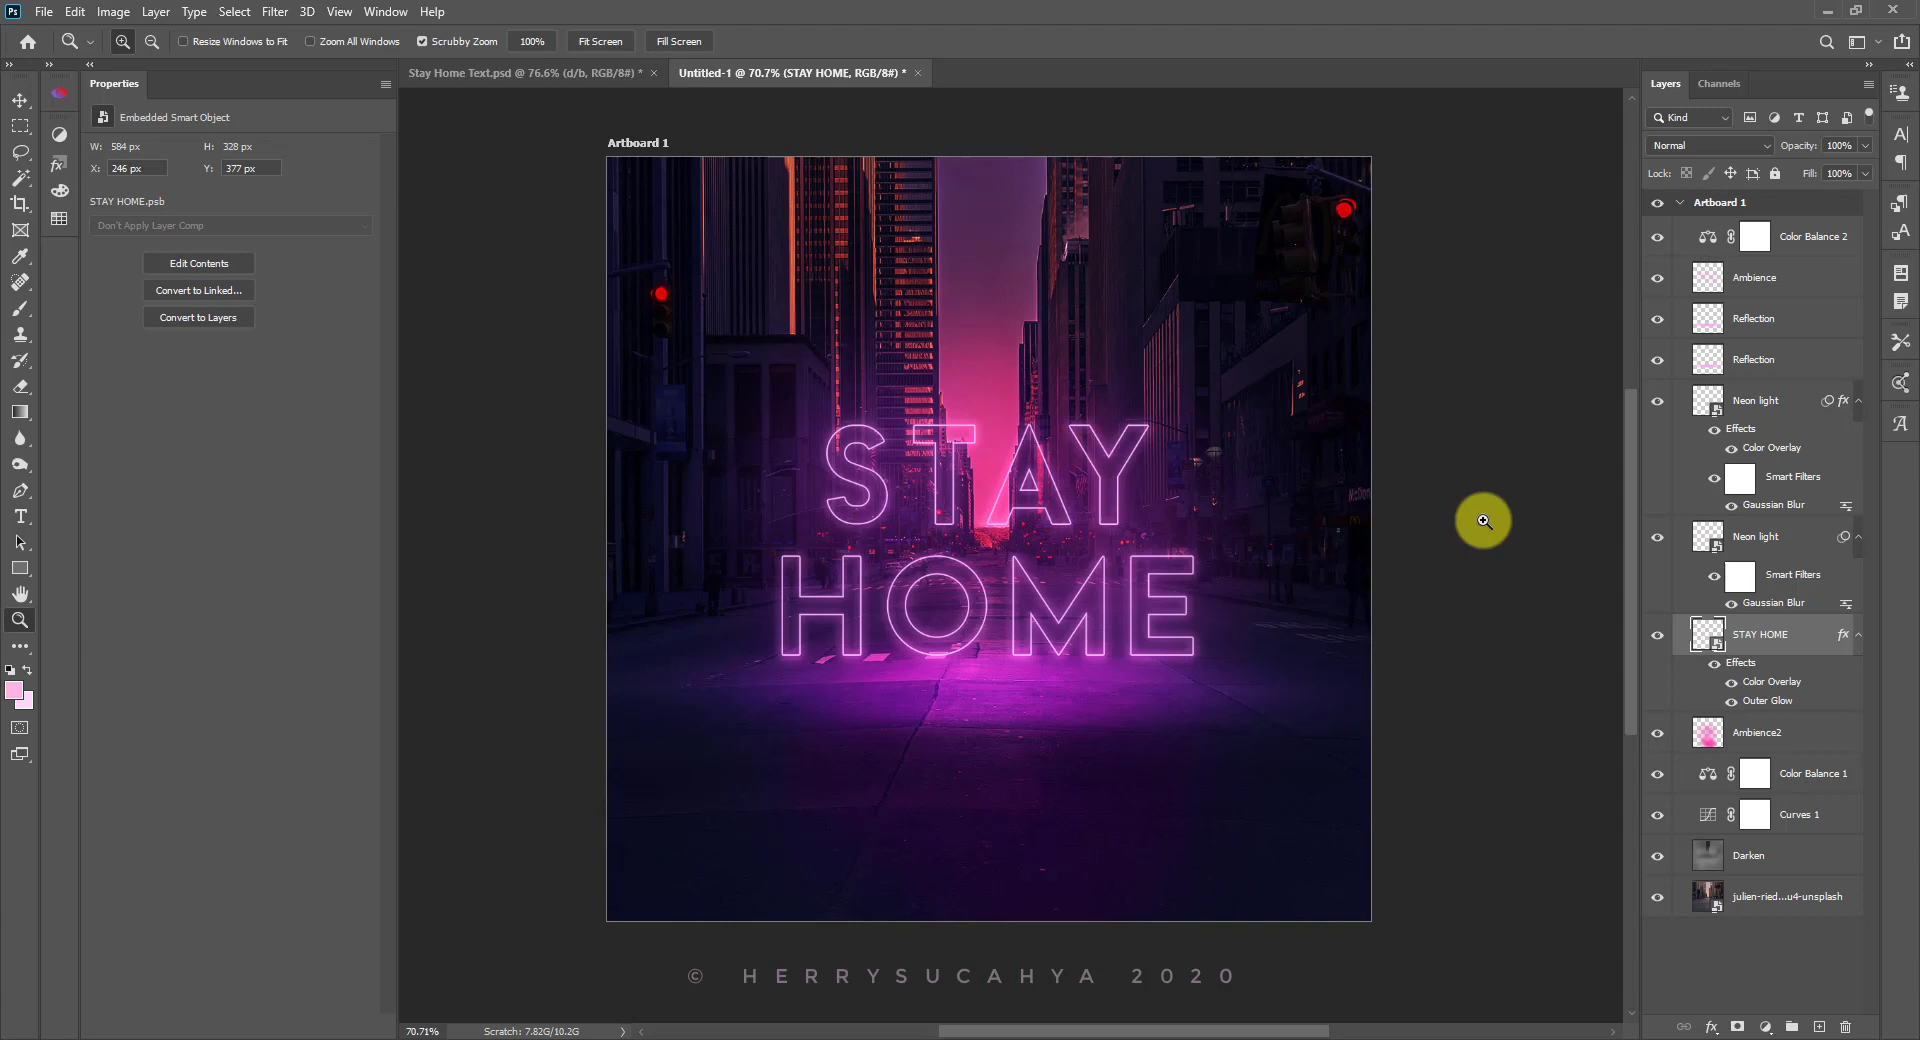 Ps File Edit Image Layer Type Select Filter 3D View Window Help
Resize Windows to Fit Zoom All Windows Scrubby Zoom 100% Fit Screen Fill Screen
Properties
Stay Home Text.psd @ 76.6% (d/b, RGB/8#) * × Untitled-1 @ 70.7% (STAY HOME, RGB/8#) * ×
Layers Channels
Embedded Smart Object
W: 584 px H: 328 px
X: 246 px Y: 377 px
STAY HOME.psb
Don't Apply Layer Comp
Edit Contents
Convert to Linked...
Convert to Layers
Artboard 1
STAY
HOME
© HERRYSUCAHYA 2020
70.71% Scratch: 7.82G/10.2G
Kind
Normal Opacity: 100%
Lock: Fill: 100%
Artboard 1
Color Balance 2
Ambience
Reflection
Reflection
Neon light fx
Effects
Color Overlay
Smart Filters
Gaussian Blur
Neon light
Smart Filters
Gaussian Blur
STAY HOME fx
Effects
Color Overlay
Outer Glow
Ambience2
Color Balance 1
Curves 1
Darken
julien-ried...u4-unsplash